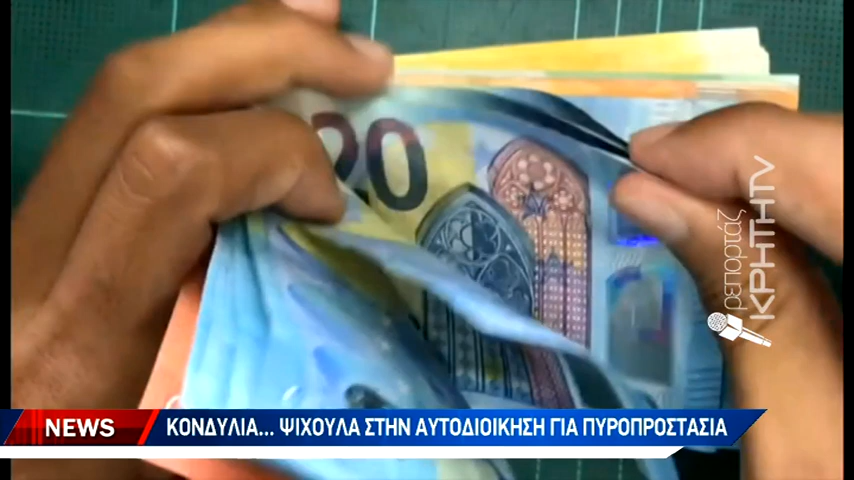 20
ρεπορτάζ
ΚΡΗΤΗTV
NEWS
ΚΟΝΔΥΛΙΑ... ΨΙΧΟΥΛΑ ΣΤΗΝ ΑΥΤΟΔΙΟΙΚΗΣΗ ΓΙΑ ΠΥΡΟΠΡΟΣΤΑΣΙΑ